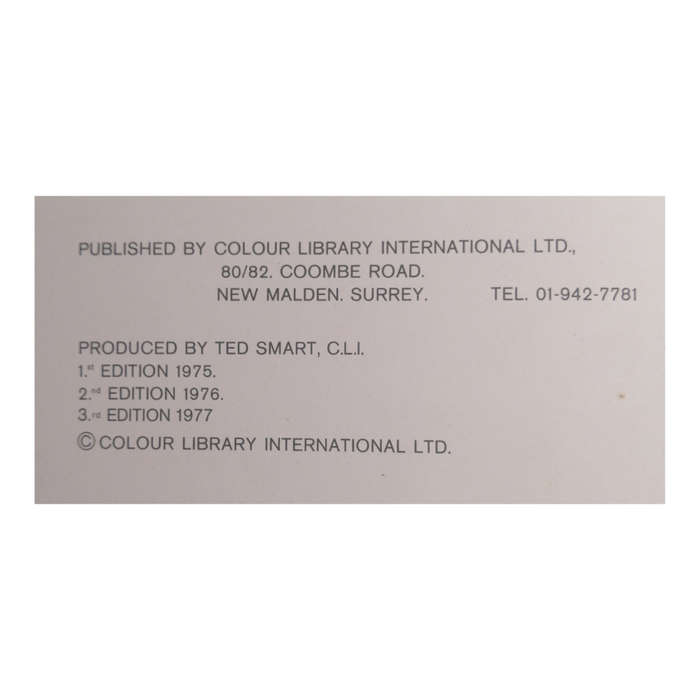 PUBLISHED BY COLOUR LIBRARY INTERNATIONAL LTD.,
80/82. COOMBE ROAD.
NEW MALDEN. SURREY. TEL. 01-942-7781
PRODUCED BY TED SMART, C.L.I.
1.st EDITION 1975.
2.nd EDITION 1976.
3.rd EDITION 1977
© COLOUR LIBRARY INTERNATIONAL LTD.